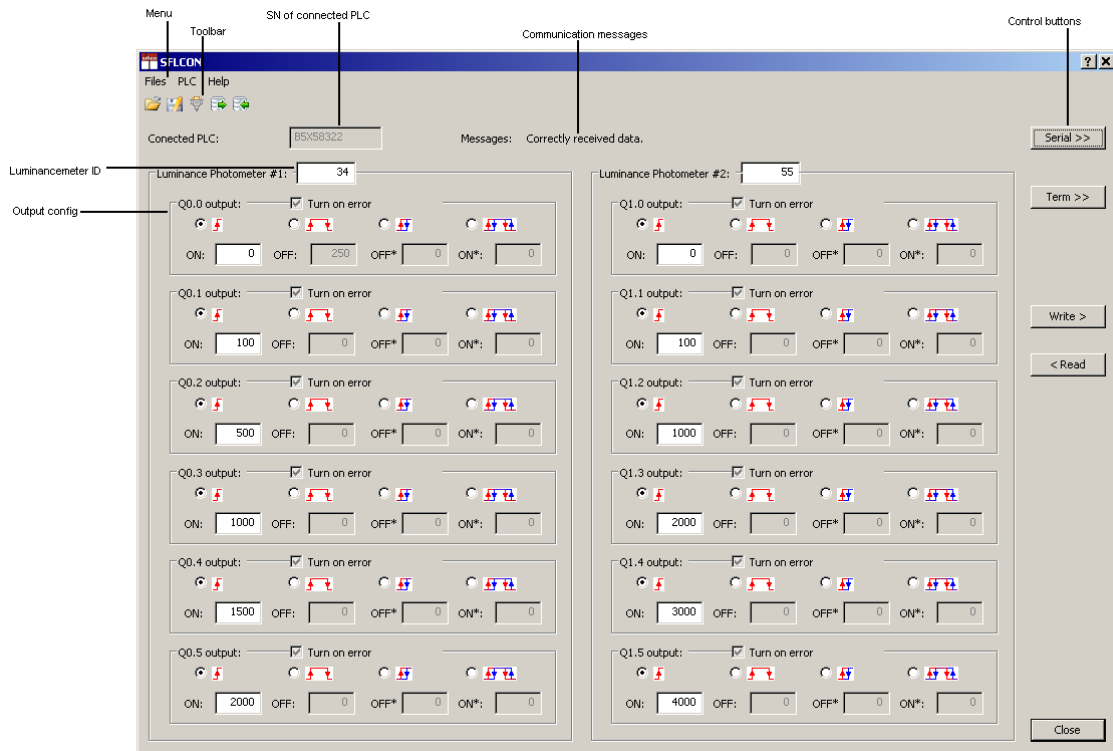 Menu
SN of connected PLC
Control buttons
Toolbar
Communication messages
SFLCON
Files PLC Help
Conected PLC: B5X58322 Messages: Correctly received data. Serial >>
Luminancemeter ID
Luminance Photometer #1: 34 Luminance Photometer #2: 55
Term >>
Output config
Q0.0 output: Turn on error Q1.0 output: Turn on error
ON: 0 OFF: 250 OFF* 0 ON*: 0 ON: 0 OFF: 0 OFF* 0 ON*: 0
Q0.1 output: Turn on error Q1.1 output: Turn on error
Write >
ON: 100 OFF: 0 OFF* 0 ON*: 0 ON: 100 OFF: 0 OFF* 0 ON*: 0
< Read
Q0.2 output: Turn on error Q1.2 output: Turn on error
ON: 500 OFF: 0 OFF* 0 ON*: 0 ON: 1000 OFF: 0 OFF* 0 ON*: 0
Q0.3 output: Turn on error Q1.3 output: Turn on error
ON: 1000 OFF: 0 OFF* 0 ON*: 0 ON: 2000 OFF: 0 OFF* 0 ON*: 0
Q0.4 output: Turn on error Q1.4 output: Turn on error
ON: 1500 OFF: 0 OFF* 0 ON*: 0 ON: 3000 OFF: 0 OFF* 0 ON*: 0
Q0.5 output: Turn on error Q1.5 output: Turn on error
ON: 2000 OFF: 0 OFF* 0 ON*: 0 ON: 4000 OFF: 0 OFF* 0 ON*: 0
Close